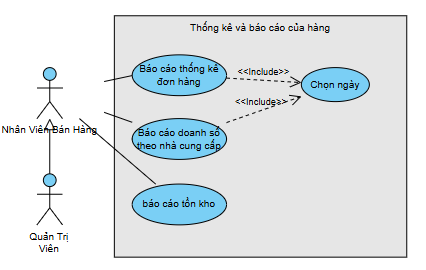 Thống kê và báo cáo của hàng
Báo cáo thống kê
đơn hàng
<<Include>>
Chọn ngày
<<Include>>
Nhân Viên Bán Hàng
Báo cáo doanh số
theo nhà cung cấp
báo cáo tồn kho
Quản Trị
Viên